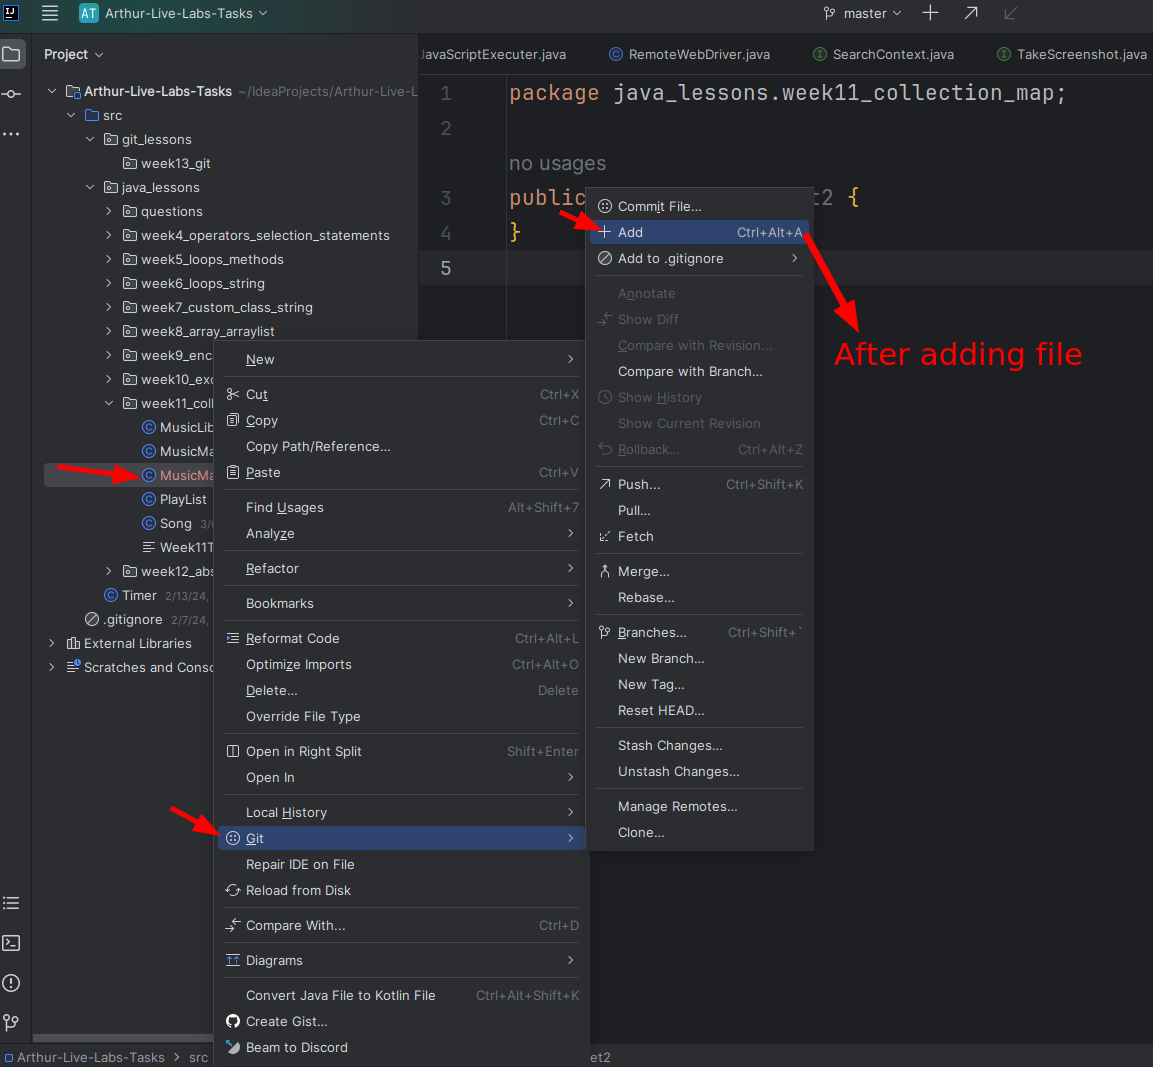 Arthur-Live-Labs-Tasks
master
Project
Arthur-Live-Labs-Tasks ~/IdeaProjects/Arthur-Live-L
src
git_lessons
week13_git
java_lessons
questions
week4_operators_selection_statements
week5_loops_methods
week6_loops_string
week7_custom_class_string
week8_array_arraylist
week9_enc
week10_exc
week11_coll
MusicLib
MusicMa
MusicMa
PlayList
Song 3/
Week11T
week12_abs
Timer 2/13/24,
.gitignore 2/7/24,
External Libraries
Scratches and Conso
JavaScriptExecuter.java
RemoteWebDriver.java
SearchContext.java
TakeScreenshot.java
1 package java_lessons.week11_collection_map;
2
no usages
3 public t2 {
4 }
5
New
Cut Ctrl+X
Copy Ctrl+C
Copy Path/Reference...
Paste Ctrl+V
Find Usages Alt+Shift+7
Analyze
Refactor
Bookmarks
Reformat Code Ctrl+Alt+L
Optimize Imports Ctrl+Alt+O
Delete... Delete
Override File Type
Open in Right Split Shift+Enter
Open In
Local History
Git
Repair IDE on File
Reload from Disk
Compare With... Ctrl+D
Diagrams
Convert Java File to Kotlin File Ctrl+Alt+Shift+K
Create Gist...
Beam to Discord
Commit File...
Add Ctrl+Alt+A
Add to .gitignore
Annotate
Show Diff
Compare with Revision...
Compare with Branch...
Show History
Show Current Revision
Rollback... Ctrl+Alt+Z
Push... Ctrl+Shift+K
Pull...
Fetch
Merge...
Rebase...
Branches... Ctrl+Shift+`
New Branch...
New Tag...
Reset HEAD...
Stash Changes...
Unstash Changes...
Manage Remotes...
Clone...
After adding file
Arthur-Live-Labs-Tasks > src
et2